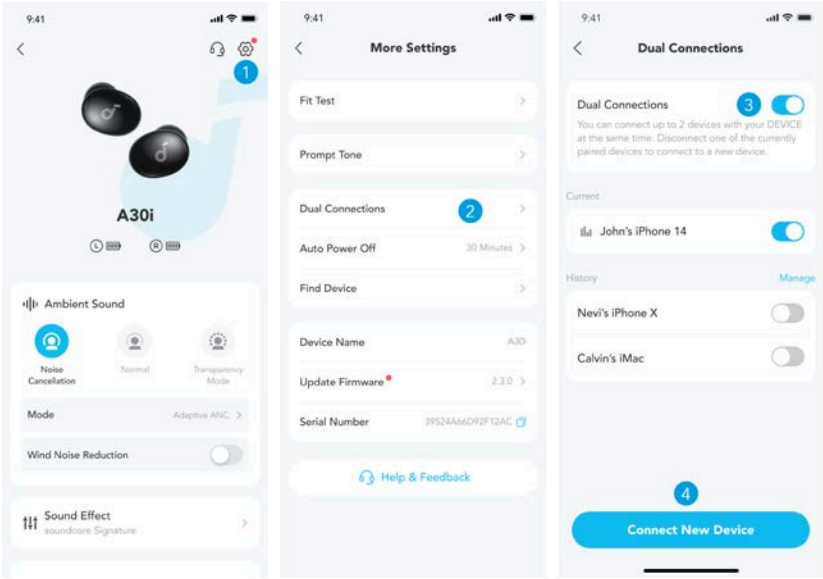 9:41
1
A30i
L
R
Ambient Sound
Noise
Cancellation
Normal
Transparency
Mode
Mode
Adaptive ANC
Wind Noise Reduction
Sound Effect
soundcore Signature
9:41
More Settings
Fit Test
Prompt Tone
Dual Connections
2
Auto Power Off
30 Minutes
Find Device
Device Name
A30i
Update Firmware
2.3.0
Serial Number
39524A66D92F12AC
Help & Feedback
9:41
Dual Connections
Dual Connections
3
You can connect up to 2 devices with your DEVICE
at the same time. Disconnect one of the currently
paired devices to connect to a new device.
Current
John's iPhone 14
History
Manage
Nevi's iPhone X
Calvin's iMac
4
Connect New Device